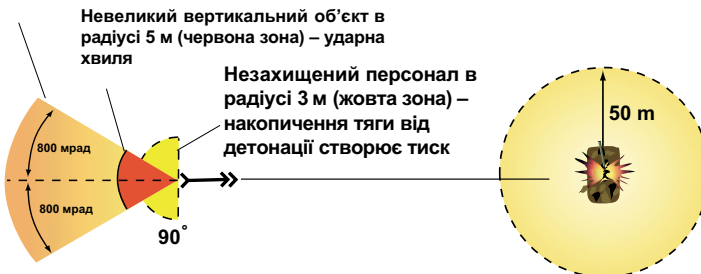 Невеликий вертикальний об’єкт в
радіусі 5 м (червона зона) – ударна
хвиля
Незахищений персонал в
радіусі 3 м (жовта зона) –
накопичення тяги від
детонації створює тиск
50 m
800 мрад
800 мрад
90˚